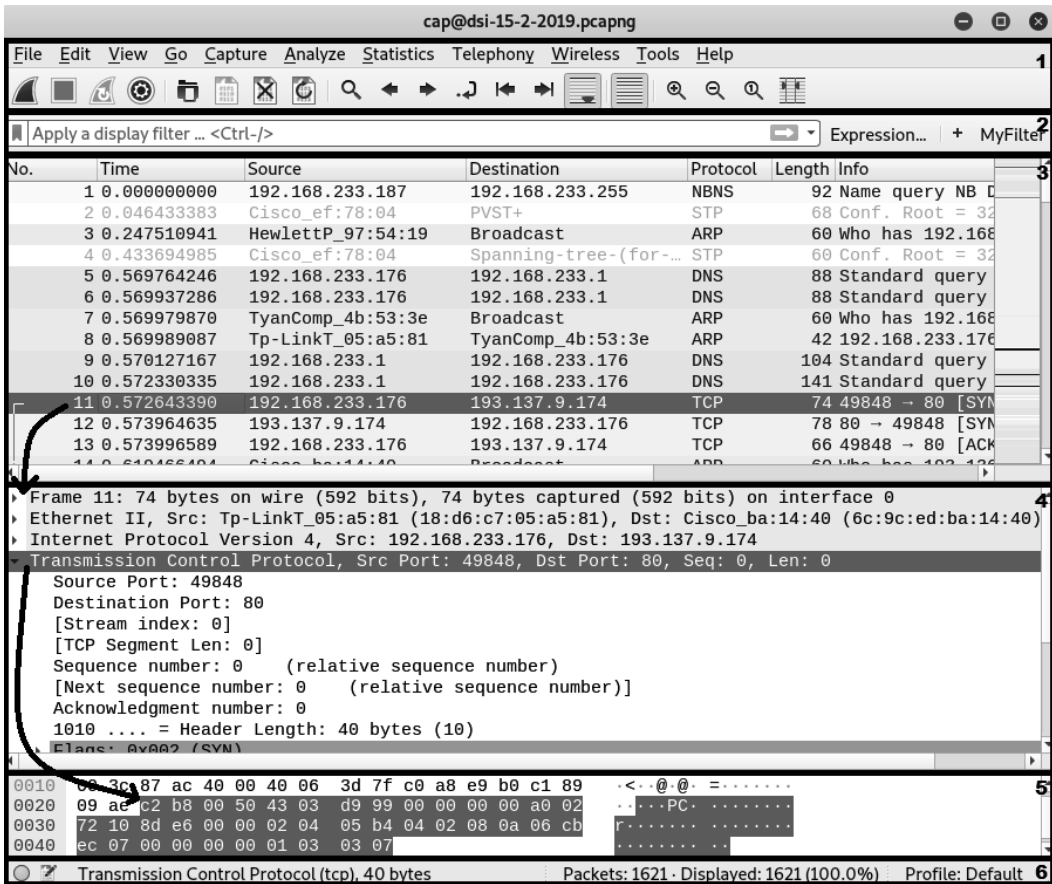 cap@dsi-15-2-2019.pcapng
File Edit View Go Capture Analyze Statistics Telephony Wireless Tools Help
1
Apply a display filter ... <Ctrl-/> Expression... + MyFilter 2
No. Time Source Destination Protocol Length Info 3
1 0.000000000 192.168.233.187 192.168.233.255 NBNS 92 Name query NB D
2 0.046433383 Cisco_ef:78:04 PVST+ STP 68 Conf. Root = 32
3 0.247510941 HewlettP_97:54:19 Broadcast ARP 60 Who has 192.168
4 0.433694985 Cisco_ef:78:04 Spanning-tree-(for-… STP 60 Conf. Root = 32
5 0.569764246 192.168.233.176 192.168.233.1 DNS 88 Standard query
6 0.569937286 192.168.233.176 192.168.233.1 DNS 88 Standard query
7 0.569979870 TyanComp_4b:53:3e Broadcast ARP 60 Who has 192.168
8 0.569989087 Tp-LinkT_05:a5:81 TyanComp_4b:53:3e ARP 42 192.168.233.176
9 0.570127167 192.168.233.1 192.168.233.176 DNS 104 Standard query
10 0.572330335 192.168.233.1 192.168.233.176 DNS 141 Standard query
11 0.572643390 192.168.233.176 193.137.9.174 TCP 74 49848 → 80 [SYN
12 0.573964635 193.137.9.174 192.168.233.176 TCP 78 80 → 49848 [SYN
13 0.573996589 192.168.233.176 193.137.9.174 TCP 66 49848 → 80 [ACK
Frame 11: 74 bytes on wire (592 bits), 74 bytes captured (592 bits) on interface 0 4
Ethernet II, Src: Tp-LinkT_05:a5:81 (18:d6:c7:05:a5:81), Dst: Cisco_ba:14:40 (6c:9c:ed:ba:14:40)
Internet Protocol Version 4, Src: 192.168.233.176, Dst: 193.137.9.174
Transmission Control Protocol, Src Port: 49848, Dst Port: 80, Seq: 0, Len: 0
Source Port: 49848
Destination Port: 80
[Stream index: 0]
[TCP Segment Len: 0]
Sequence number: 0 (relative sequence number)
[Next sequence number: 0 (relative sequence number)]
Acknowledgment number: 0
1010 .... = Header Length: 40 bytes (10)
Flags: 0x002 (SYN)
0010 00 3c 87 ac 40 00 40 06 3d 7f c0 a8 e9 b0 c1 89 ·<··@·@· =······· 5
0020 09 ae c2 b8 00 50 43 03 d9 99 00 00 00 00 a0 02 ·····PC· ········
0030 72 10 8d e6 00 00 02 04 05 b4 04 02 08 0a 06 cb r······· ········
0040 ec 07 00 00 00 00 01 03 03 07 ········ ··
Transmission Control Protocol (tcp), 40 bytes Packets: 1621 · Displayed: 1621 (100.0%) Profile: Default 6